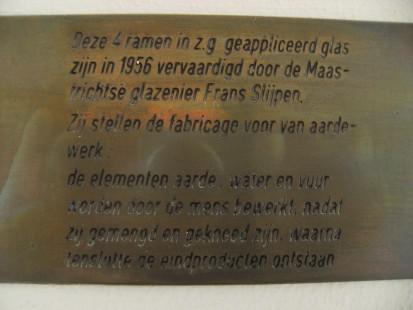 Deze 4 ramen in z.g. geappliceerd glas
zijn in 1956 vervaardigd door de Maas-
trichtse glazenier Frans Slijpen.
Zij stellen de fabricage voor van aarde-
werk:
de elementen aarde, water en vuur
worden door de mens bewerkt, nadat
zij gemengd en gekneed zijn, waarna
tenslotte de eindproducten ontstaan